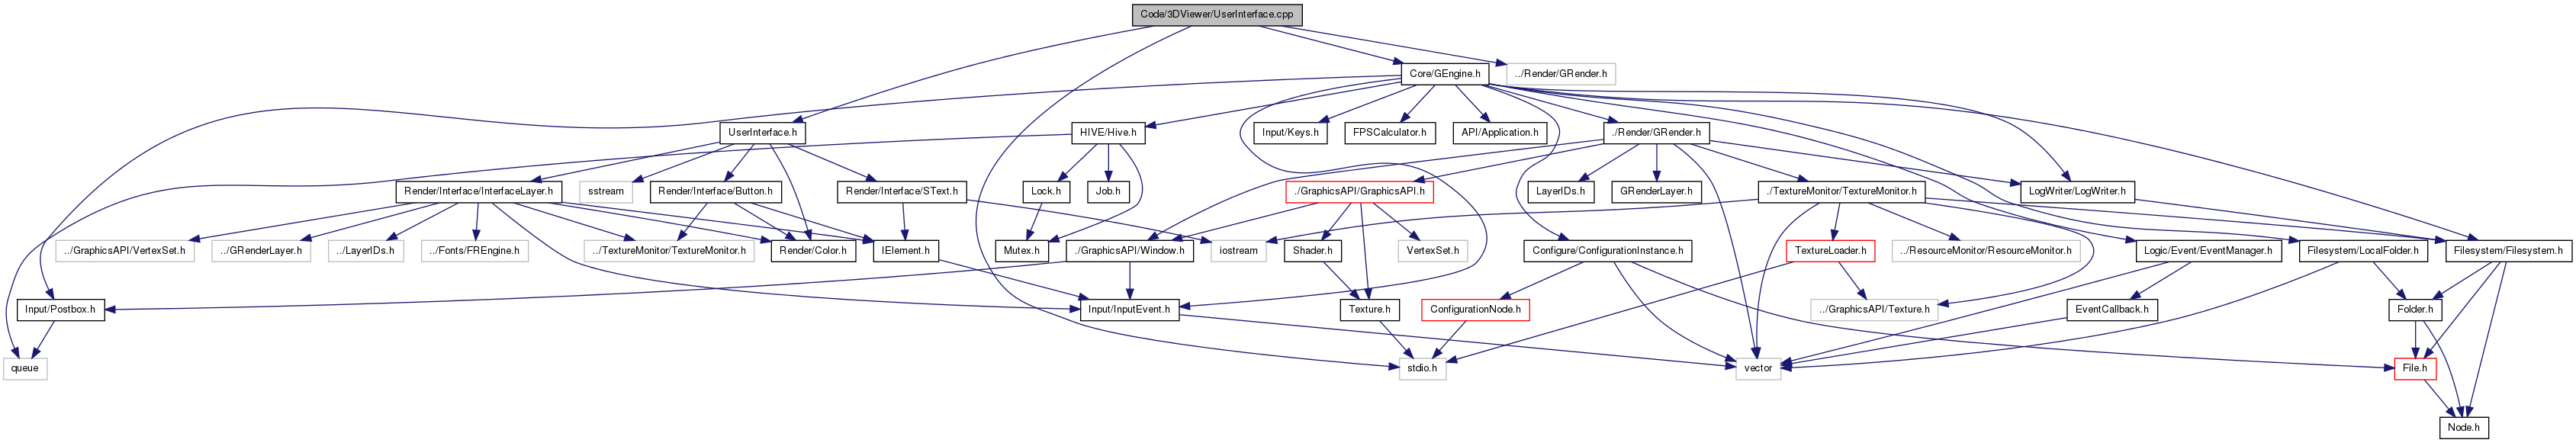 Code/3DViewer/UserInterface.cpp
Core/GEngine.h
../Render/GRender.h
UserInterface.h
HIVE/Hive.h
Input/Keys.h
FPSCalculator.h
API/Application.h
./Render/GRender.h
Render/Interface/InterfaceLayer.h
sstream
Render/Interface/Button.h
Render/Interface/SText.h
Lock.h
Job.h
./GraphicsAPI/GraphicsAPI.h
LayerIDs.h
GRenderLayer.h
./TextureMonitor/TextureMonitor.h
LogWriter/LogWriter.h
../GraphicsAPI/VertexSet.h
../GRenderLayer.h
../LayerIDs.h
../Fonts/FREngine.h
../TextureMonitor/TextureMonitor.h
Render/Color.h
IElement.h
Mutex.h
./GraphicsAPI/Window.h
iostream
Shader.h
VertexSet.h
Configure/ConfigurationInstance.h
TextureLoader.h
../ResourceMonitor/ResourceMonitor.h
Logic/Event/EventManager.h
Filesystem/LocalFolder.h
Filesystem/Filesystem.h
Input/Postbox.h
Input/InputEvent.h
Texture.h
ConfigurationNode.h
../GraphicsAPI/Texture.h
EventCallback.h
Folder.h
queue
stdio.h
vector
File.h
Node.h